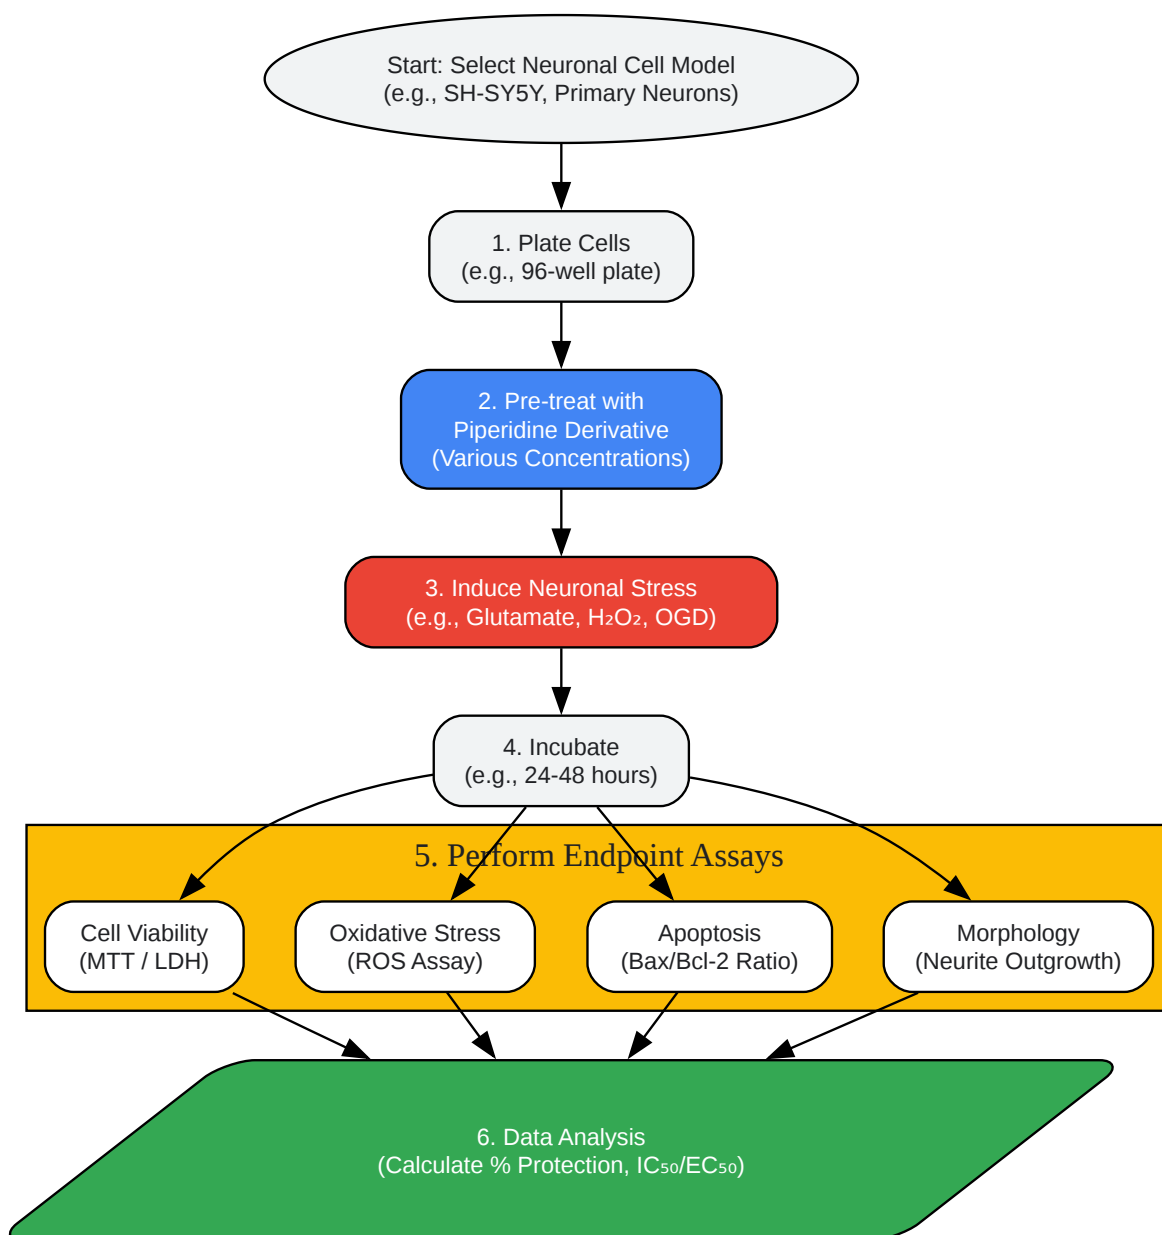 Start: Select Neuronal Cell Model
(e.g., SH-SY5Y, Primary Neurons)
1. Plate Cells
(e.g., 96-well plate)
2. Pre-treat with
Piperidine Derivative
(Various Concentrations)
3. Induce Neuronal Stress
(e.g., Glutamate, H₂O₂, OGD)
4. Incubate
(e.g., 24-48 hours)
5. Perform Endpoint Assays
Cell Viability
(MTT / LDH)
Oxidative Stress
(ROS Assay)
Apoptosis
(Bax/Bcl-2 Ratio)
Morphology
(Neurite Outgrowth)
6. Data Analysis
(Calculate % Protection, IC₅₀/EC₅₀)